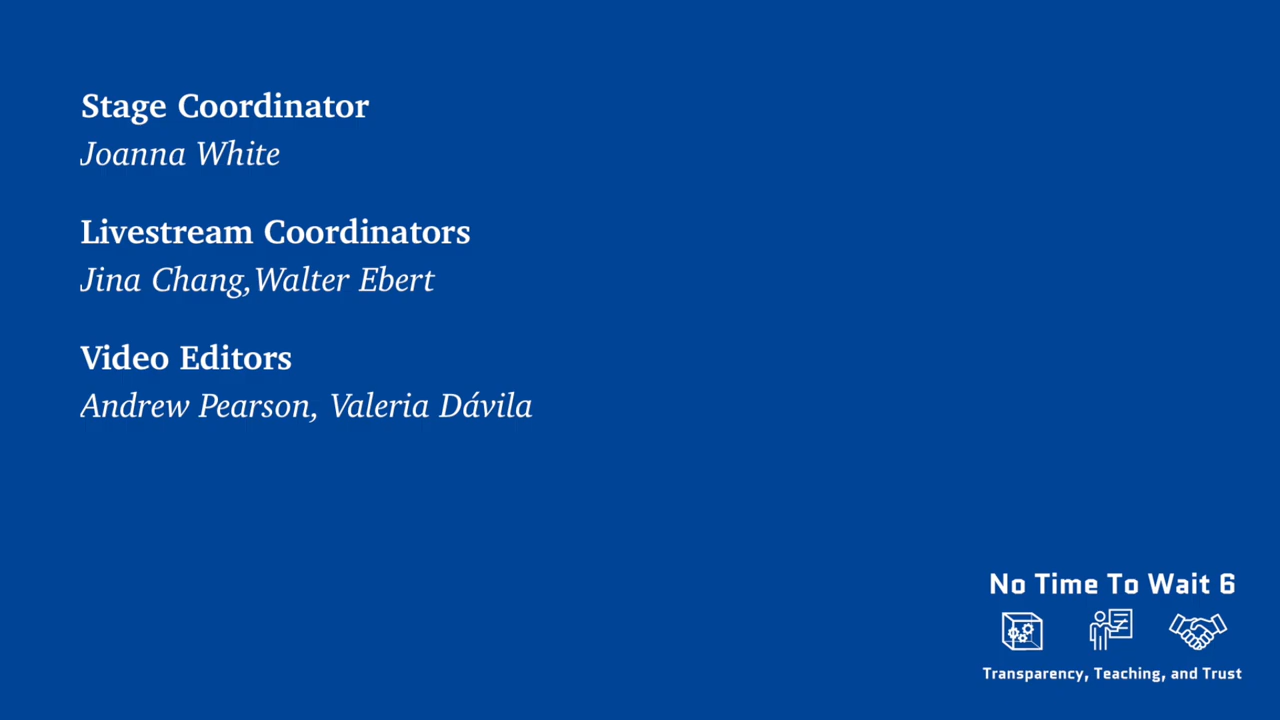 Stage Coordinator
Joanna White
Livestream Coordinators
Jina Chang,Walter Ebert
Video Editors
Andrew Pearson, Valeria Dávila
No Time To Wait 6
Transparency, Teaching, and Trust